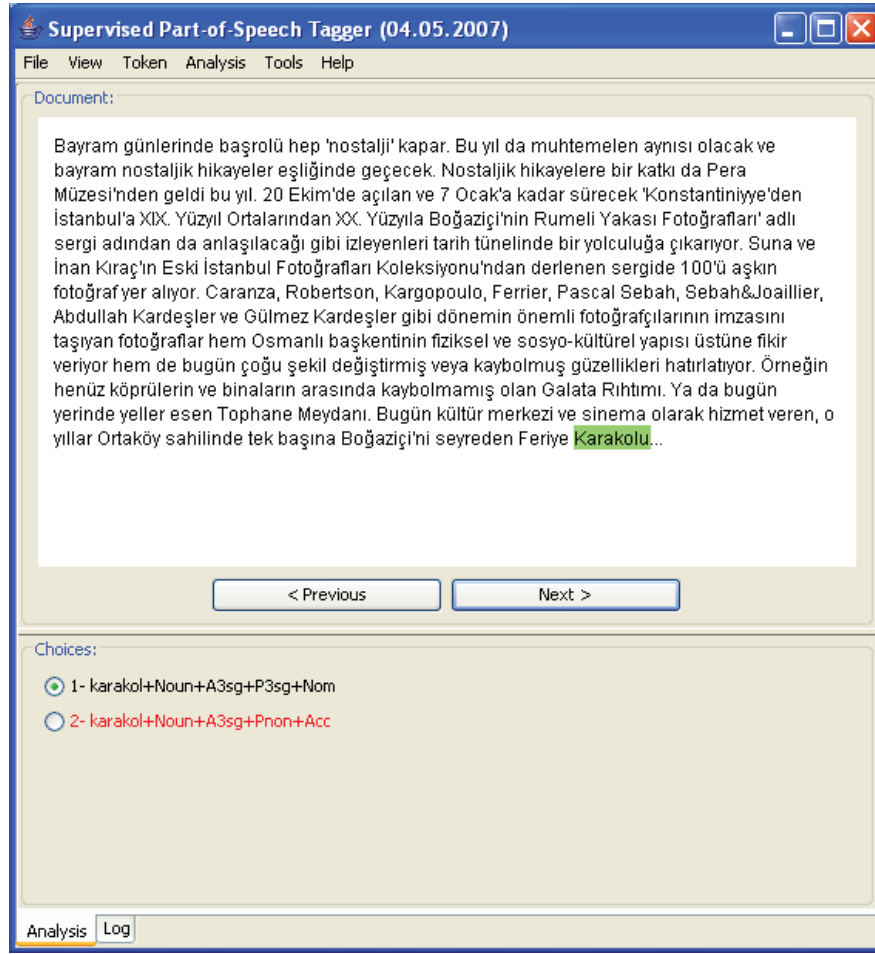 Supervised Part-of-Speech Tagger (04.05.2007)
File View Token Analysis Tools Help
Document:
Bayram günlerinde başrolü hep 'nostalji' kapar. Bu yıl da muhtemelen aynısı olacak ve
bayram nostaljik hikayeler eşliğinde geçecek. Nostaljik hikayelere bir katkı da Pera
Müzesi'nden geldi bu yıl. 20 Ekim'de açılan ve 7 Ocak'a kadar sürecek 'Konstantiniyye'den
İstanbul'a XIX. Yüzyıl Ortalarından XX. Yüzyıla Boğaziçi'nin Rumeli Yakası Fotoğrafları' adlı
sergi adından da anlaşılacağı gibi izleyenleri tarih tünelinde bir yolculuğa çıkarıyor. Suna ve
İnan Kıraç'ın Eski İstanbul Fotoğrafları Koleksiyonu'ndan derlenen sergide 100'ü aşkın
fotoğraf yer alıyor. Caranza, Robertson, Kargopoulo, Ferrier, Pascal Sebah, Sebah&Joaillier,
Abdullah Kardeşler ve Gülmez Kardeşler gibi dönemin önemli fotoğrafçılarının imzasını
taşıyan fotoğraflar hem Osmanlı başkentinin fiziksel ve sosyo-kültürel yapısı üstüne fikir
veriyor hem de bugün çoğu şekil değiştirmiş veya kaybolmuş güzellikleri hatırlatıyor. Örneğin
henüz köprülerin ve binaların arasında kaybolmamış olan Galata Rıhtımı. Ya da bugün
yerinde yeller esen Tophane Meydanı. Bugün kültür merkezi ve sinema olarak hizmet veren, o
yıllar Ortaköy sahilinde tek başına Boğaziçi'ni seyreden Feriye Karakolu...
< Previous Next >
Choices:
1- karakol+Noun+A3sg+P3sg+Nom
2- karakol+Noun+A3sg+Pnon+Acc
Analysis Log